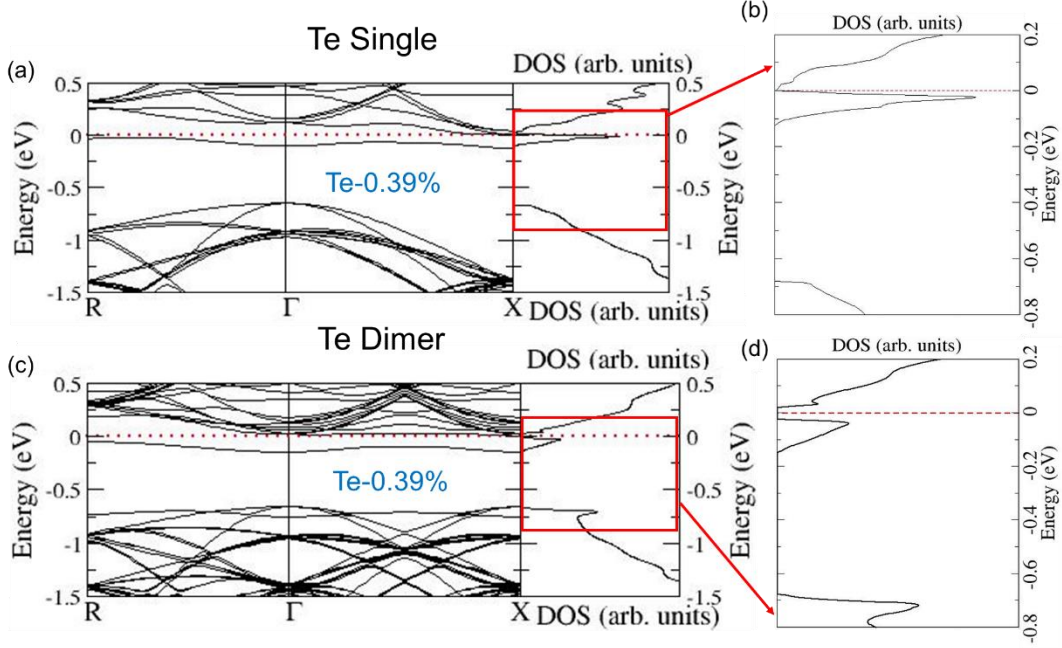 Te Single
(a)
DOS (arb. units)
0.5
0
-0.5
-1
-1.5
Energy (eV)
Te-0.39%
R
Γ
X
0.5
0
-0.5
-1
-1.5
Energy (eV)
DOS (arb. units)
(b)
DOS (arb. units)
0.2
0
-0.2
-0.4
-0.6
-0.8
Energy (eV)
Te Dimer
(c)
DOS (arb. units)
0.5
0
-0.5
-1
-1.5
Energy (eV)
Te-0.39%
R
Γ
X
0.5
0
-0.5
-1
-1.5
Energy (eV)
DOS (arb. units)
(d)
DOS (arb. units)
0.2
0
-0.2
-0.4
-0.6
-0.8
Energy (eV)